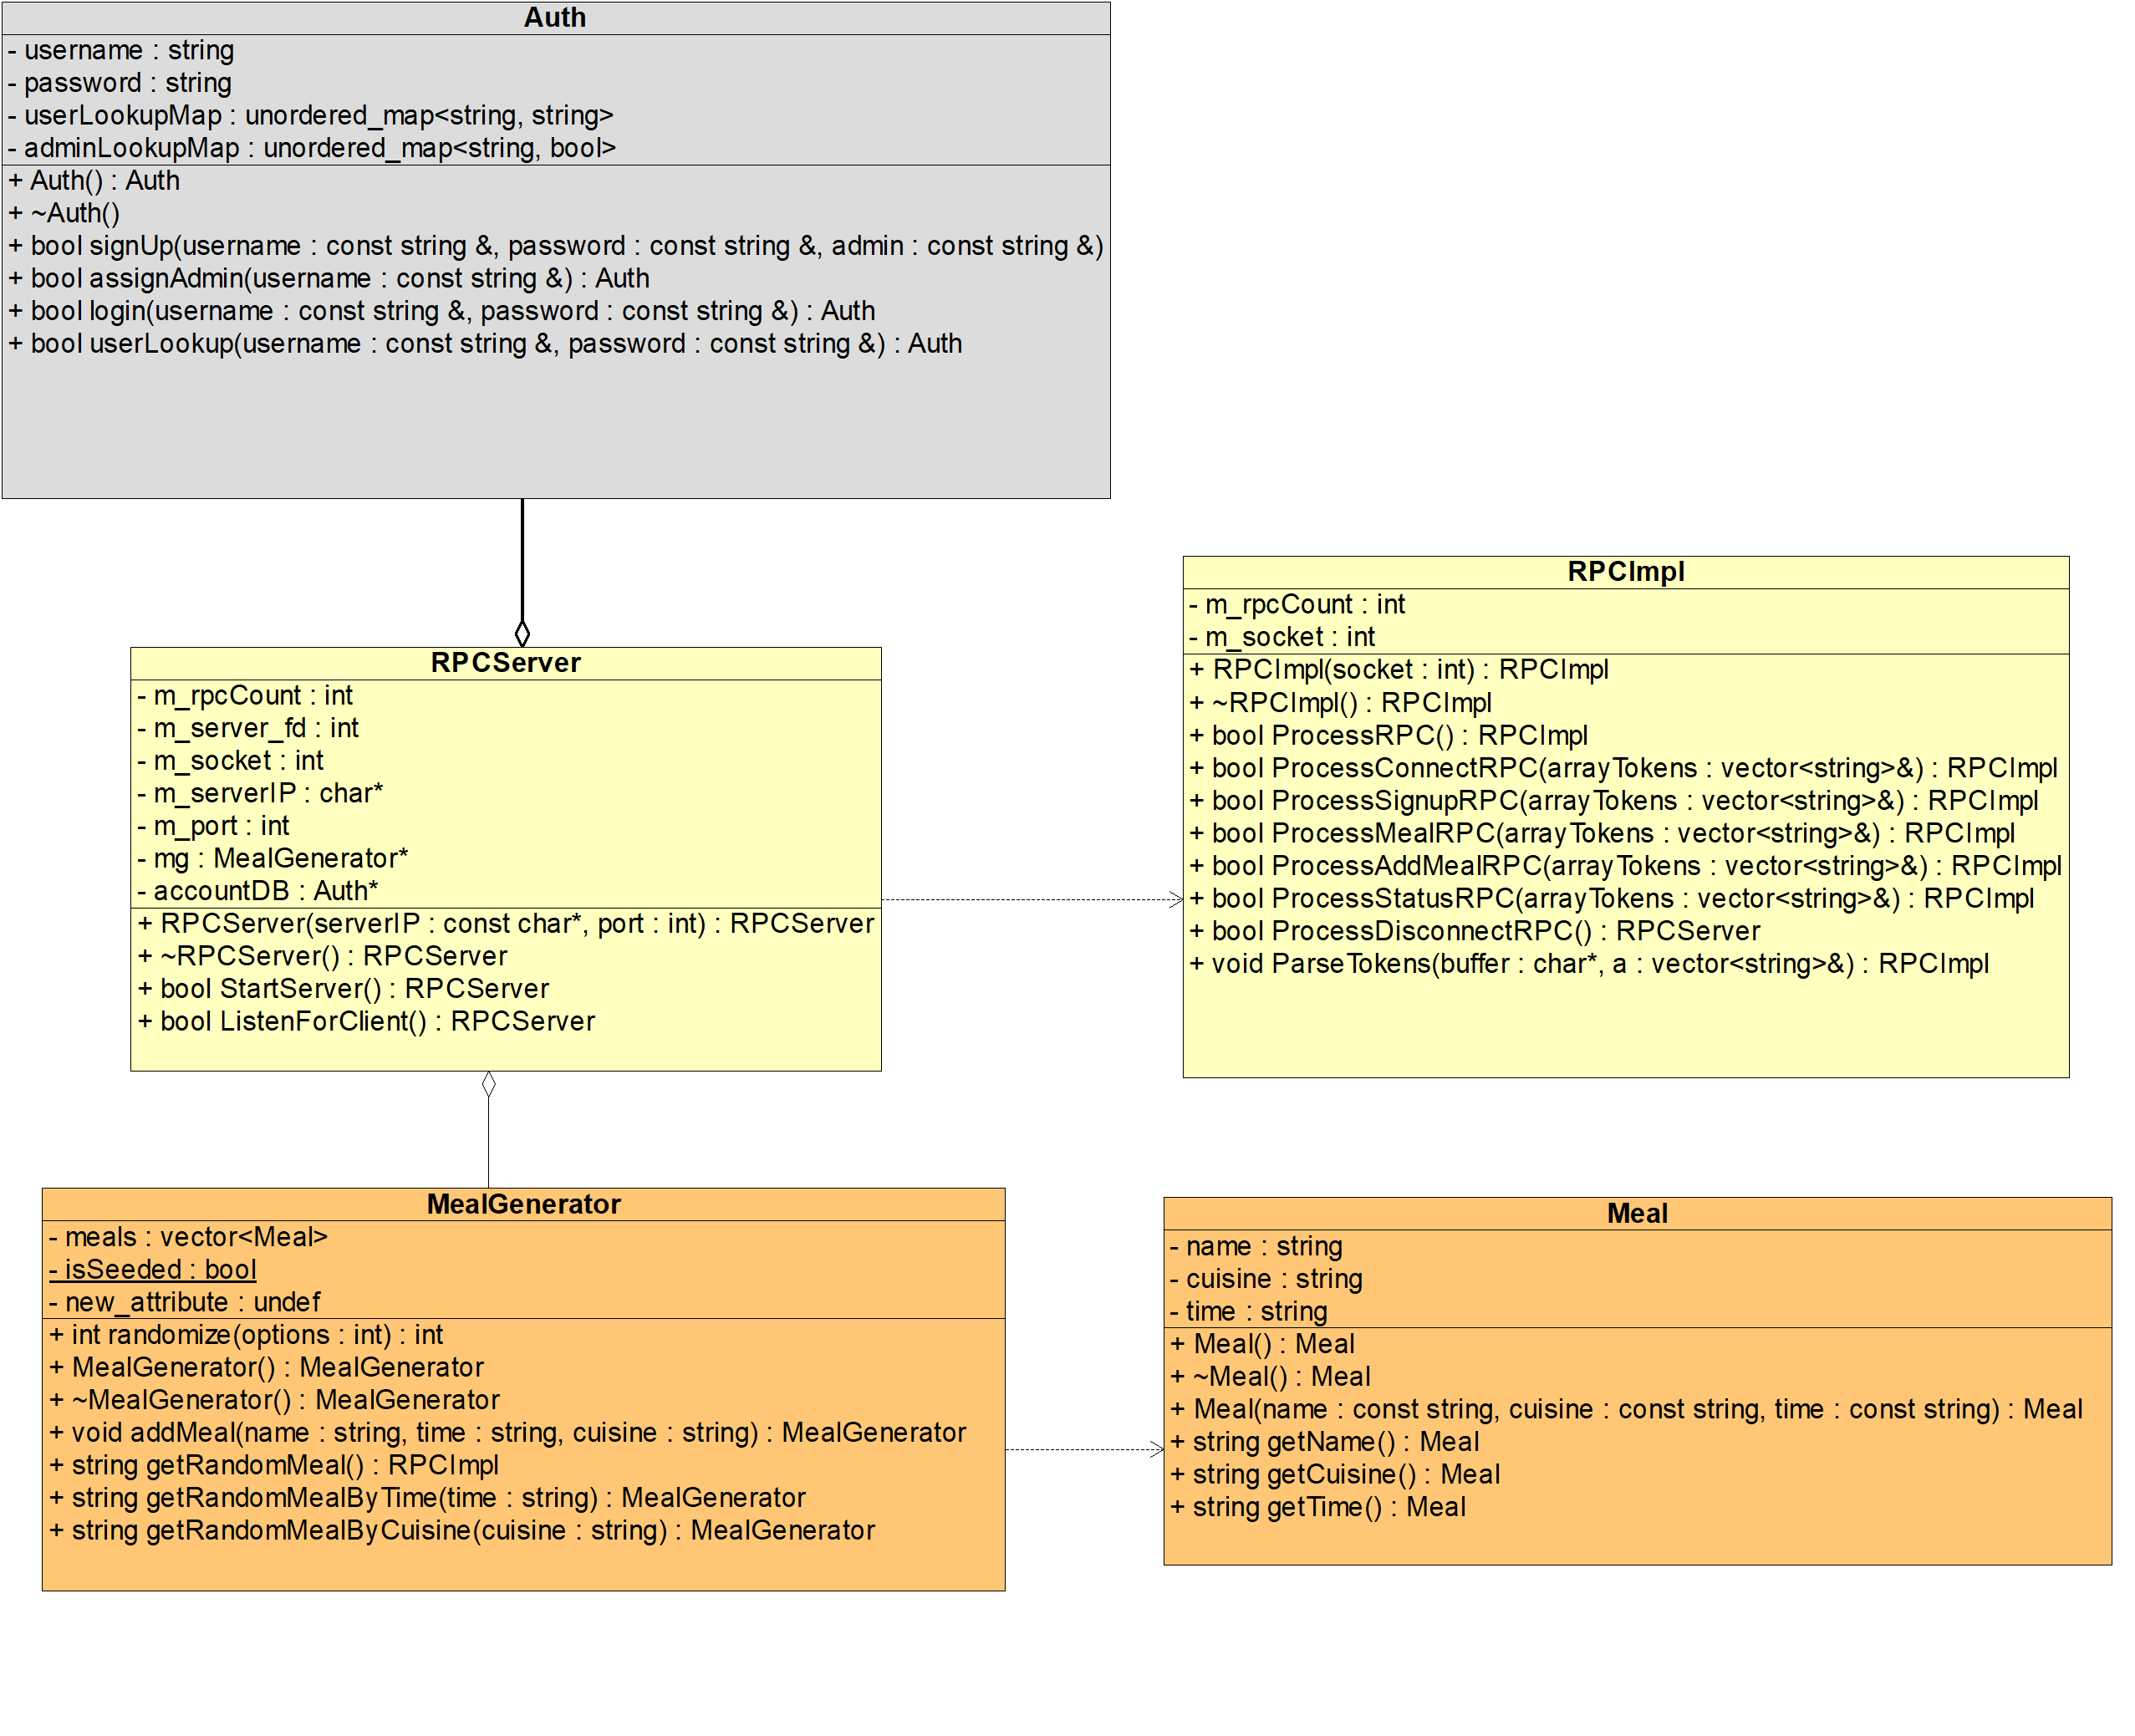 Auth
- username : string
- password : string
- userLookupMap : unordered_map<string, string>
- adminLookupMap : unordered_map<string, bool>
+ Auth() : Auth
+ ~Auth()
+ bool signUp(username : const string &, password : const string &, admin : const string &)
+ bool assignAdmin(username : const string &) : Auth
+ bool login(username : const string &, password : const string &) : Auth
+ bool userLookup(username : const string &, password : const string &) : Auth
RPCServer
- m_rpcCount : int
- m_server_fd : int
- m_socket : int
- m_serverIP : char*
- m_port : int
- mg : MealGenerator*
- accountDB : Auth*
+ RPCServer(serverIP : const char*, port : int) : RPCServer
+ ~RPCServer() : RPCServer
+ bool StartServer() : RPCServer
+ bool ListenForClient() : RPCServer
RPCImpl
- m_rpcCount : int
- m_socket : int
+ RPCImpl(socket : int) : RPCImpl
+ ~RPCImpl() : RPCImpl
+ bool ProcessRPC() : RPCImpl
+ bool ProcessConnectRPC(arrayTokens : vector<string>&) : RPCImpl
+ bool ProcessSignupRPC(arrayTokens : vector<string>&) : RPCImpl
+ bool ProcessMealRPC(arrayTokens : vector<string>&) : RPCImpl
+ bool ProcessAddMealRPC(arrayTokens : vector<string>&) : RPCImpl
+ bool ProcessStatusRPC(arrayTokens : vector<string>&) : RPCImpl
+ bool ProcessDisconnectRPC() : RPCServer
+ void ParseTokens(buffer : char*, a : vector<string>&) : RPCImpl
MealGenerator
- meals : vector<Meal>
- isSeeded : bool
- new_attribute : undef
+ int randomize(options : int) : int
+ MealGenerator() : MealGenerator
+ ~MealGenerator() : MealGenerator
+ void addMeal(name : string, time : string, cuisine : string) : MealGenerator
+ string getRandomMeal() : RPCImpl
+ string getRandomMealByTime(time : string) : MealGenerator
+ string getRandomMealByCuisine(cuisine : string) : MealGenerator
Meal
- name : string
- cuisine : string
- time : string
+ Meal() : Meal
+ ~Meal() : Meal
+ Meal(name : const string, cuisine : const string, time : const string) : Meal
+ string getName() : Meal
+ string getCuisine() : Meal
+ string getTime() : Meal